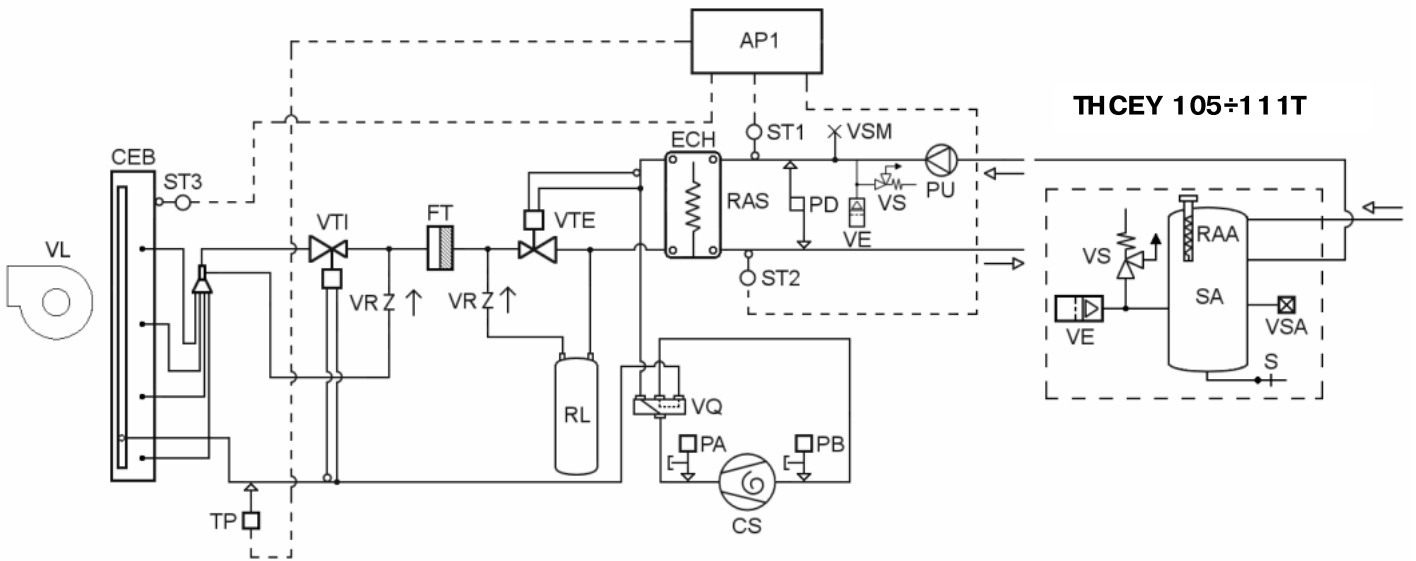 AP1
THCEY 105÷111T
ST1
VSM
ECH
CEB
ST3
VS
PU
RAS
PD
VE
FT
VTI
VTE
VL
ST2
VR
VR
RAA
VS
SA
VE
VSA
S
RL
VQ
PA
PB
TP
CS